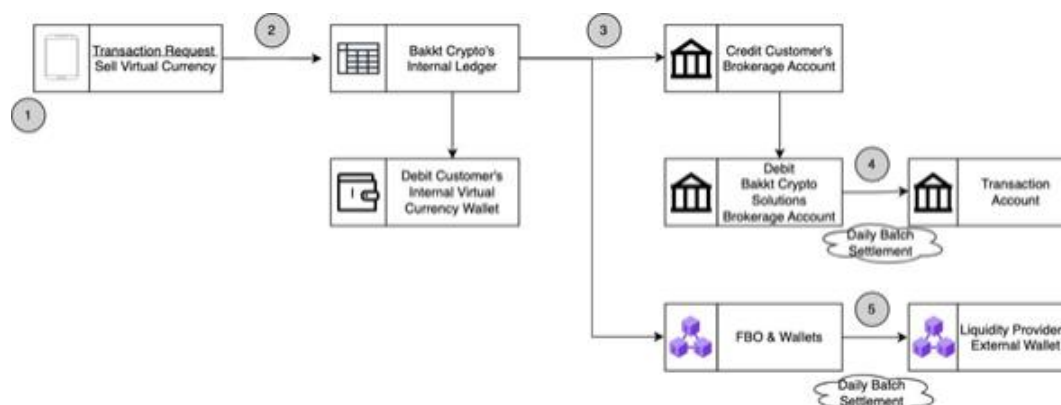 1
Transaction Request
Sell Virtual Currency
2
Bakkt Crypto's
Internal Ledger
3
Credit Customer's
Brokerage Account
Debit Customer's
Internal Virtual
Currency Wallet
Debit
Bakkt Crypto
Solutions
Brokerage Account
4
Transaction
Account
Daily Batch
Settlement
FBO & Wallets
5
Liquidity Provider
External Wallet
Daily Batch
Settlement